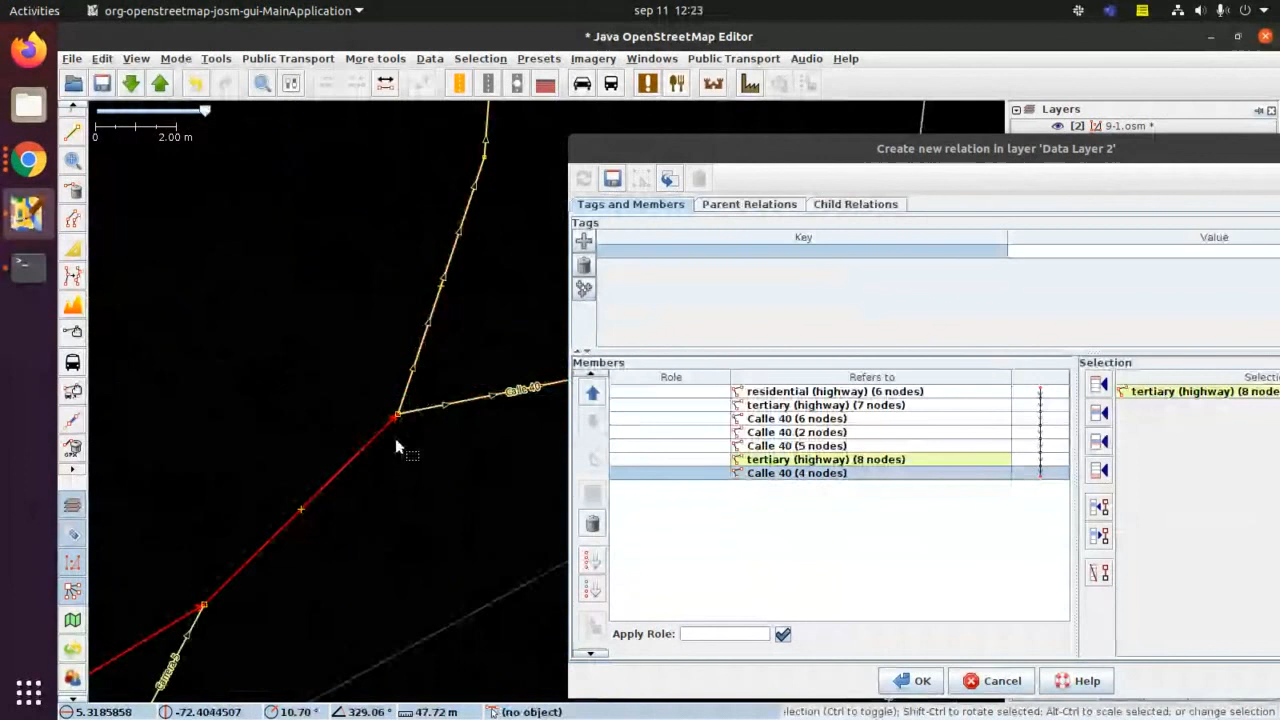 Activities
org-openstreetmap-josm-gui-MainApplication
sep 11 12:23
* Java OpenStreetMap Editor
File Edit View Mode Tools Public Transport More tools Data Selection Presets Imagery Windows Public Transport Audio Help
0 2.00 m
Layers
[2] 9-1.osm *
Create new relation in layer 'Data Layer 2'
Tags and Members Parent Relations Child Relations
Tags
Key Value
Members
Selection
Role Refers to
residential (highway) (6 nodes)
tertiary (highway) (8 node
tertiary (highway) (7 nodes)
Calle 40 (6 nodes)
Calle 40 (2 nodes)
Calle 40 (5 nodes)
tertiary (highway) (8 nodes)
Calle 40 (4 nodes)
Calle 40
Apply Role:
OK Cancel Help
5.3185858 -72.4044507 10.70 ° 329.06 ° 47.72 m (no object)
election (Ctrl to toggle); Shift-Ctrl to rotate selected; Alt-Ctrl to scale selected; or change selection